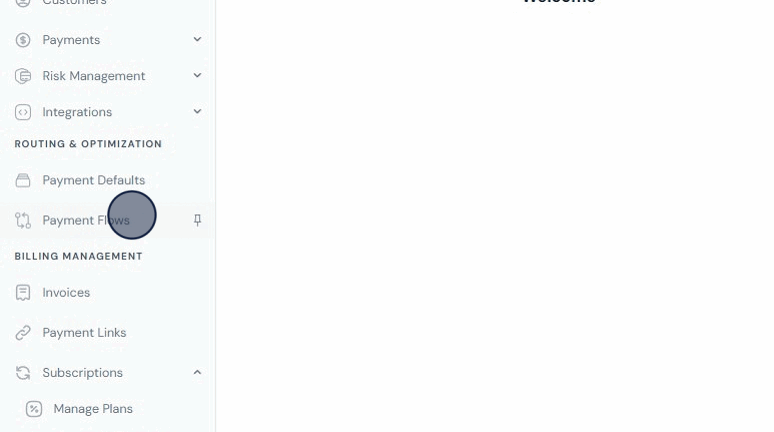 Customers
Welcome
Payments
Risk Management
Integrations
ROUTING & OPTIMIZATION
Payment Defaults
Payment Flows
BILLING MANAGEMENT
Invoices
Payment Links
Subscriptions
Manage Plans